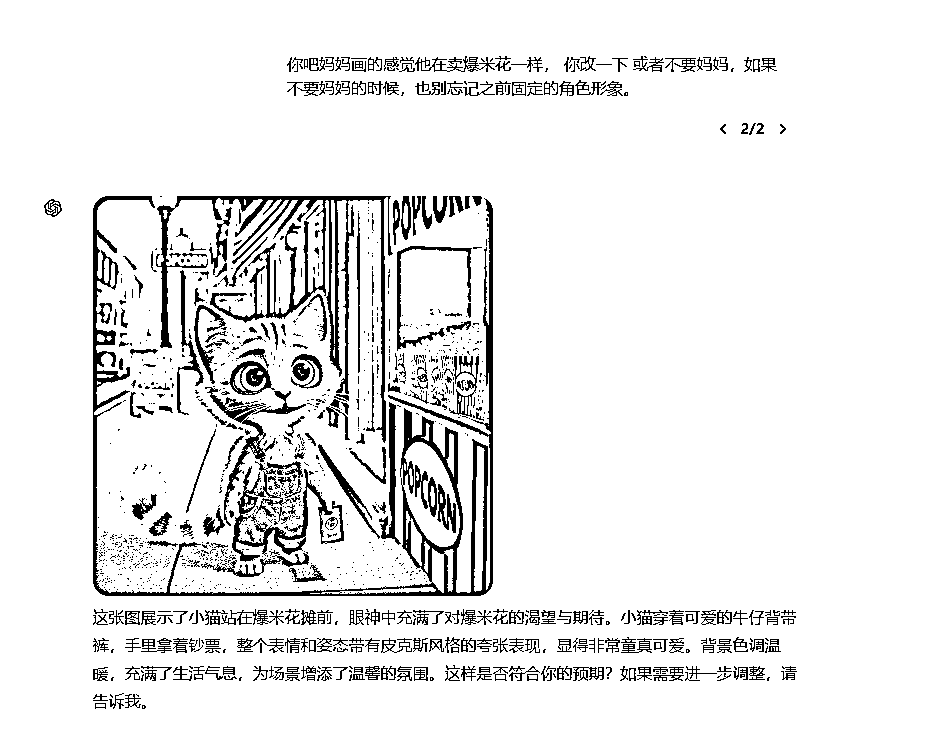 你吧妈妈画的感觉他在卖爆米花一样， 你改一下 或者不要妈妈，如果
不要妈妈的时候，也别忘记之前固定的角色形象。
2/2
POPCORN
POPCORN
这张图展示了小猫站在爆米花摊前，眼神中充满了对爆米花的渴望与期待。小猫穿着可爱的牛仔背带
裤，手里拿着钞票，整个表情和姿态带有皮克斯风格的夸张表现，显得非常童真可爱。背景色调温
暖，充满了生活气息，为场景增添了温馨的氛围。这样是否符合你的预期？如果需要进一步调整，请
告诉我。